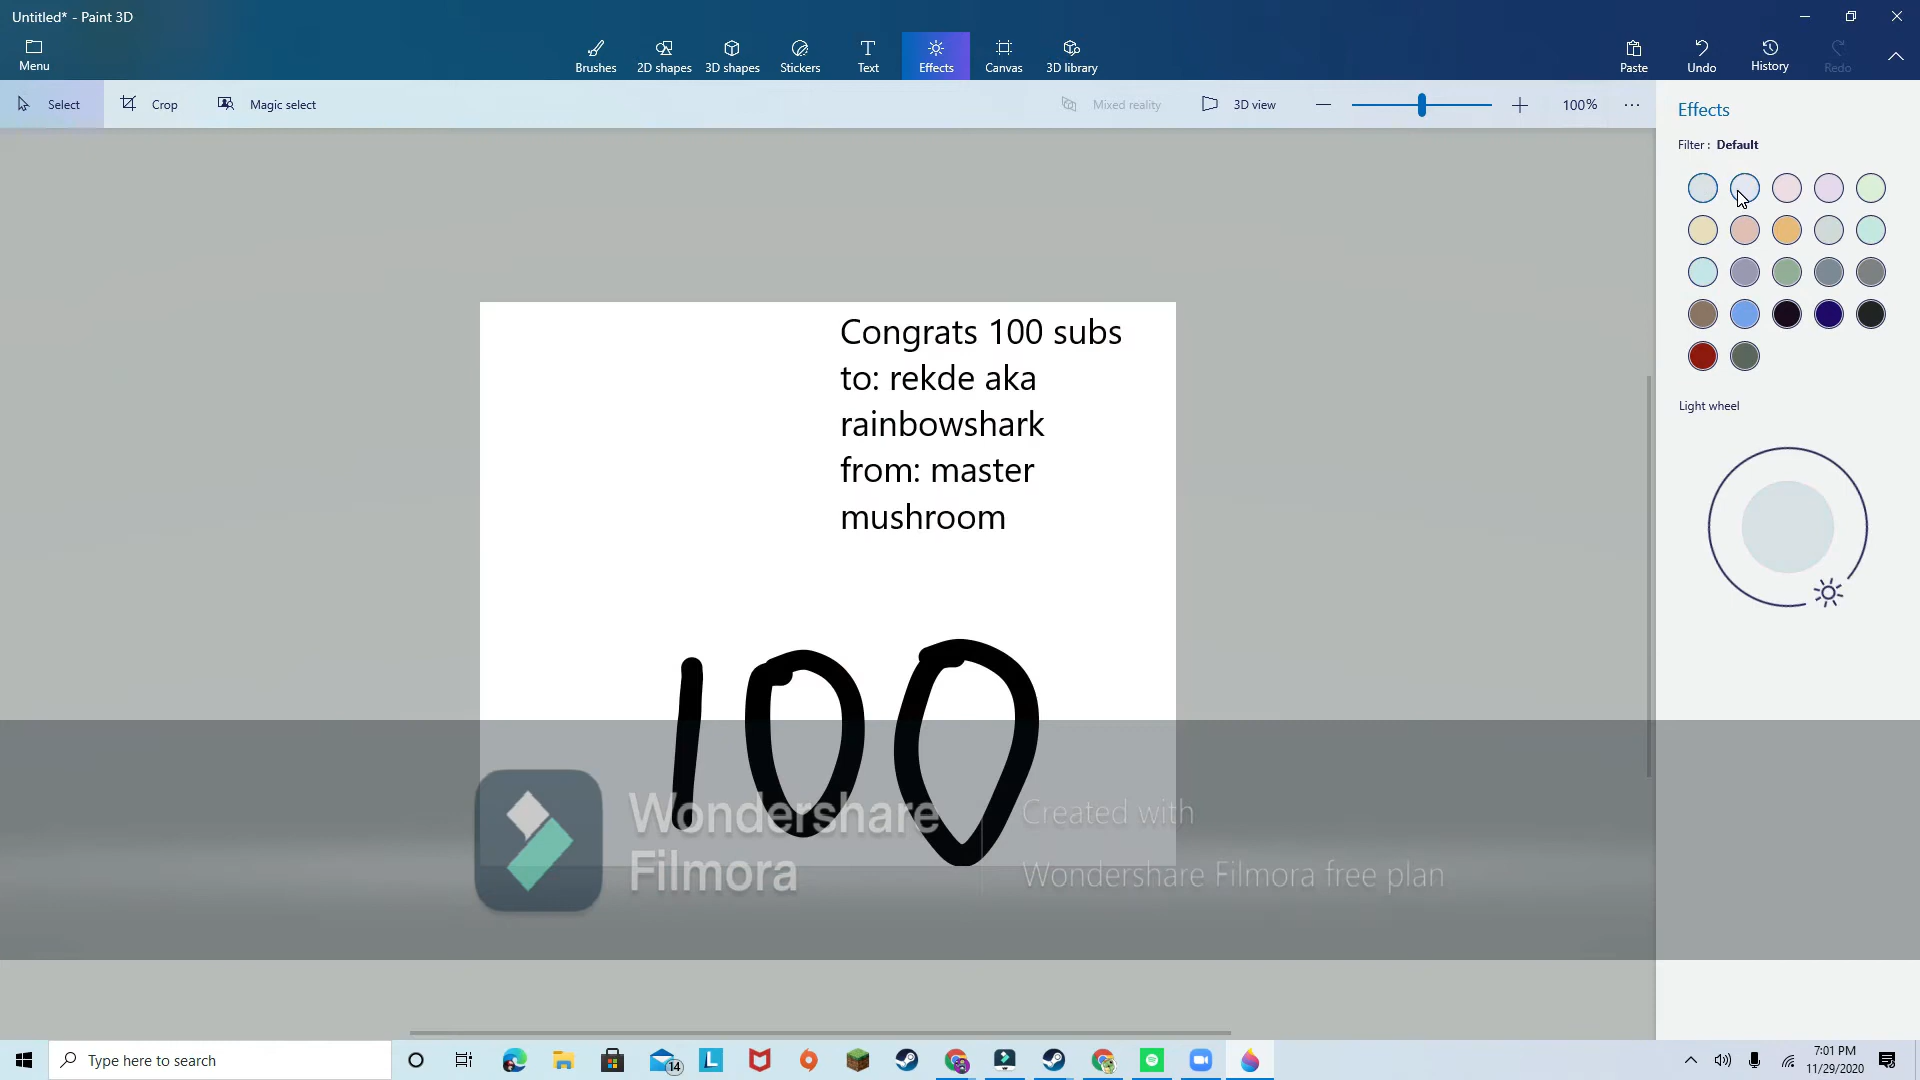 Untitled* - Paint 3D
Menu
Brushes
2D shapes
3D shapes
Stickers
Text
Effects
Canvas
3D library
Paste
Undo
History
Redo
Select
Crop
Magic select
Mixed reality
3D view
100%
Effects
Filter : Default
Light wheel
Congrats 100 subs
to: rekde aka
rainbowshark
from: master
mushroom
100
Wondershare
Filmora
Created with
Wondershare Filmora free plan
Type here to search
14
L
7:01 PM
11/29/2020